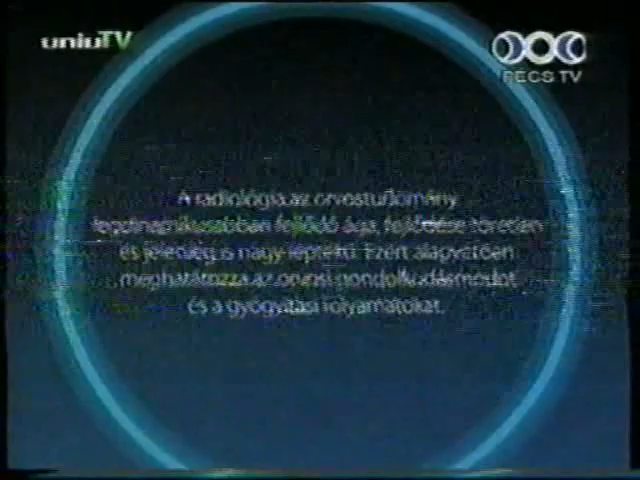 uniuTV
PECS TV
A radiológia az orvostudomány
legdinamikusabban fejlődő ága, fejlődése töretlen
és jelenleg is nagy léptékű. Ezért alapvetően
meghatározza az orvosi gondolkodásmódot
és a gyógyítási folyamatokat.